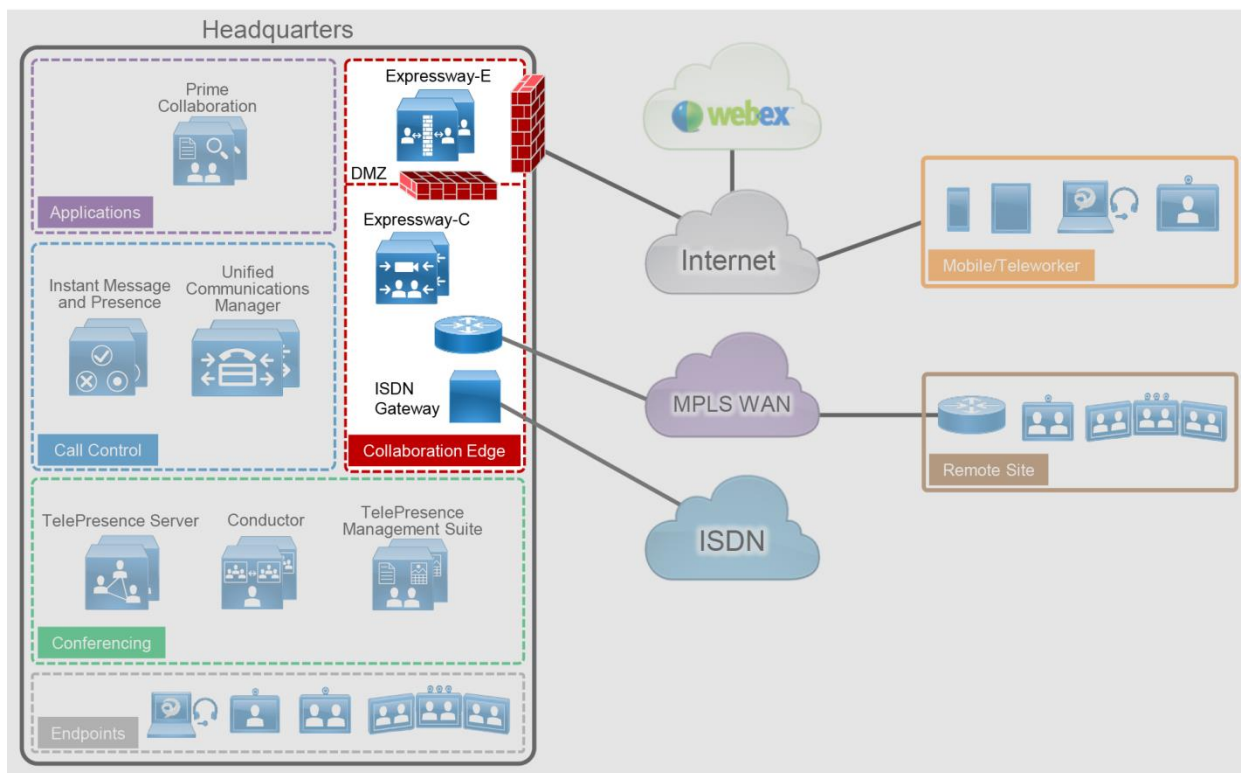 Headquarters
Prime
Collaboration
Applications
Expressway-E
DMZ
Expressway-C
ISDN
Gateway
Collaboration Edge
Instant Message
and Presence
Unified
Communications
Manager
Call Control
TelePresence Server
Conductor
TelePresence
Management Suite
Conferencing
Endpoints
webex
Internet
MPLS WAN
ISDN
Mobile/Teleworker
Remote Site